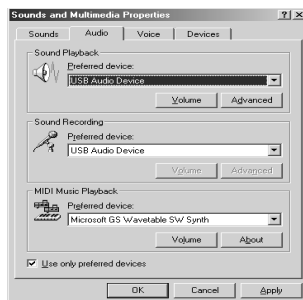 Sounds and Multimedia Properties
Sounds Audio Voice Devices
Sound Playback
Preferred device:
USB Audio Device
Volume Advanced
Sound Recording
Preferred device:
USB Audio Device
Volume Advanced
MIDI Music Playback
Preferred device:
Microsoft GS Wavetable SW Synth
Volume About
Use only preferred devices
OK Cancel Apply